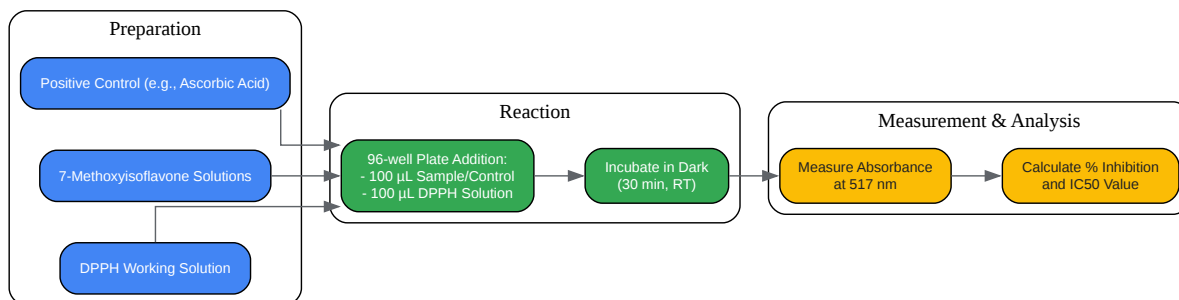 Preparation
Positive Control (e.g., Ascorbic Acid)
7-Methoxyisoflavone Solutions
DPPH Working Solution
Reaction
96-well Plate Addition:
- 100 µL Sample/Control
- 100 µL DPPH Solution
Incubate in Dark
(30 min, RT)
Measurement & Analysis
Measure Absorbance
at 517 nm
Calculate % Inhibition
and IC50 Value